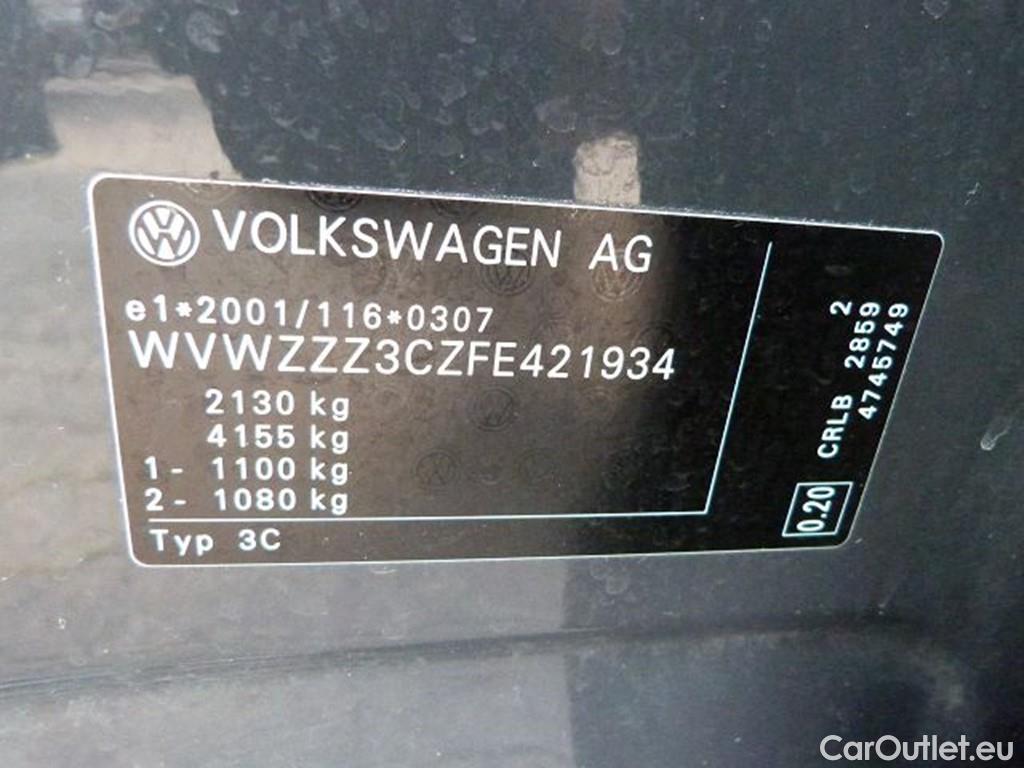 VOLKSWAGEN AG
e1*2001/116*0307
WVWZZZ3CZFE421934
2130 kg
4155 kg
1 - 1100 kg
2 - 1080 kg
Typ 3C
2
CRLB 2859
4745749
0.20
CarOutlet.eu